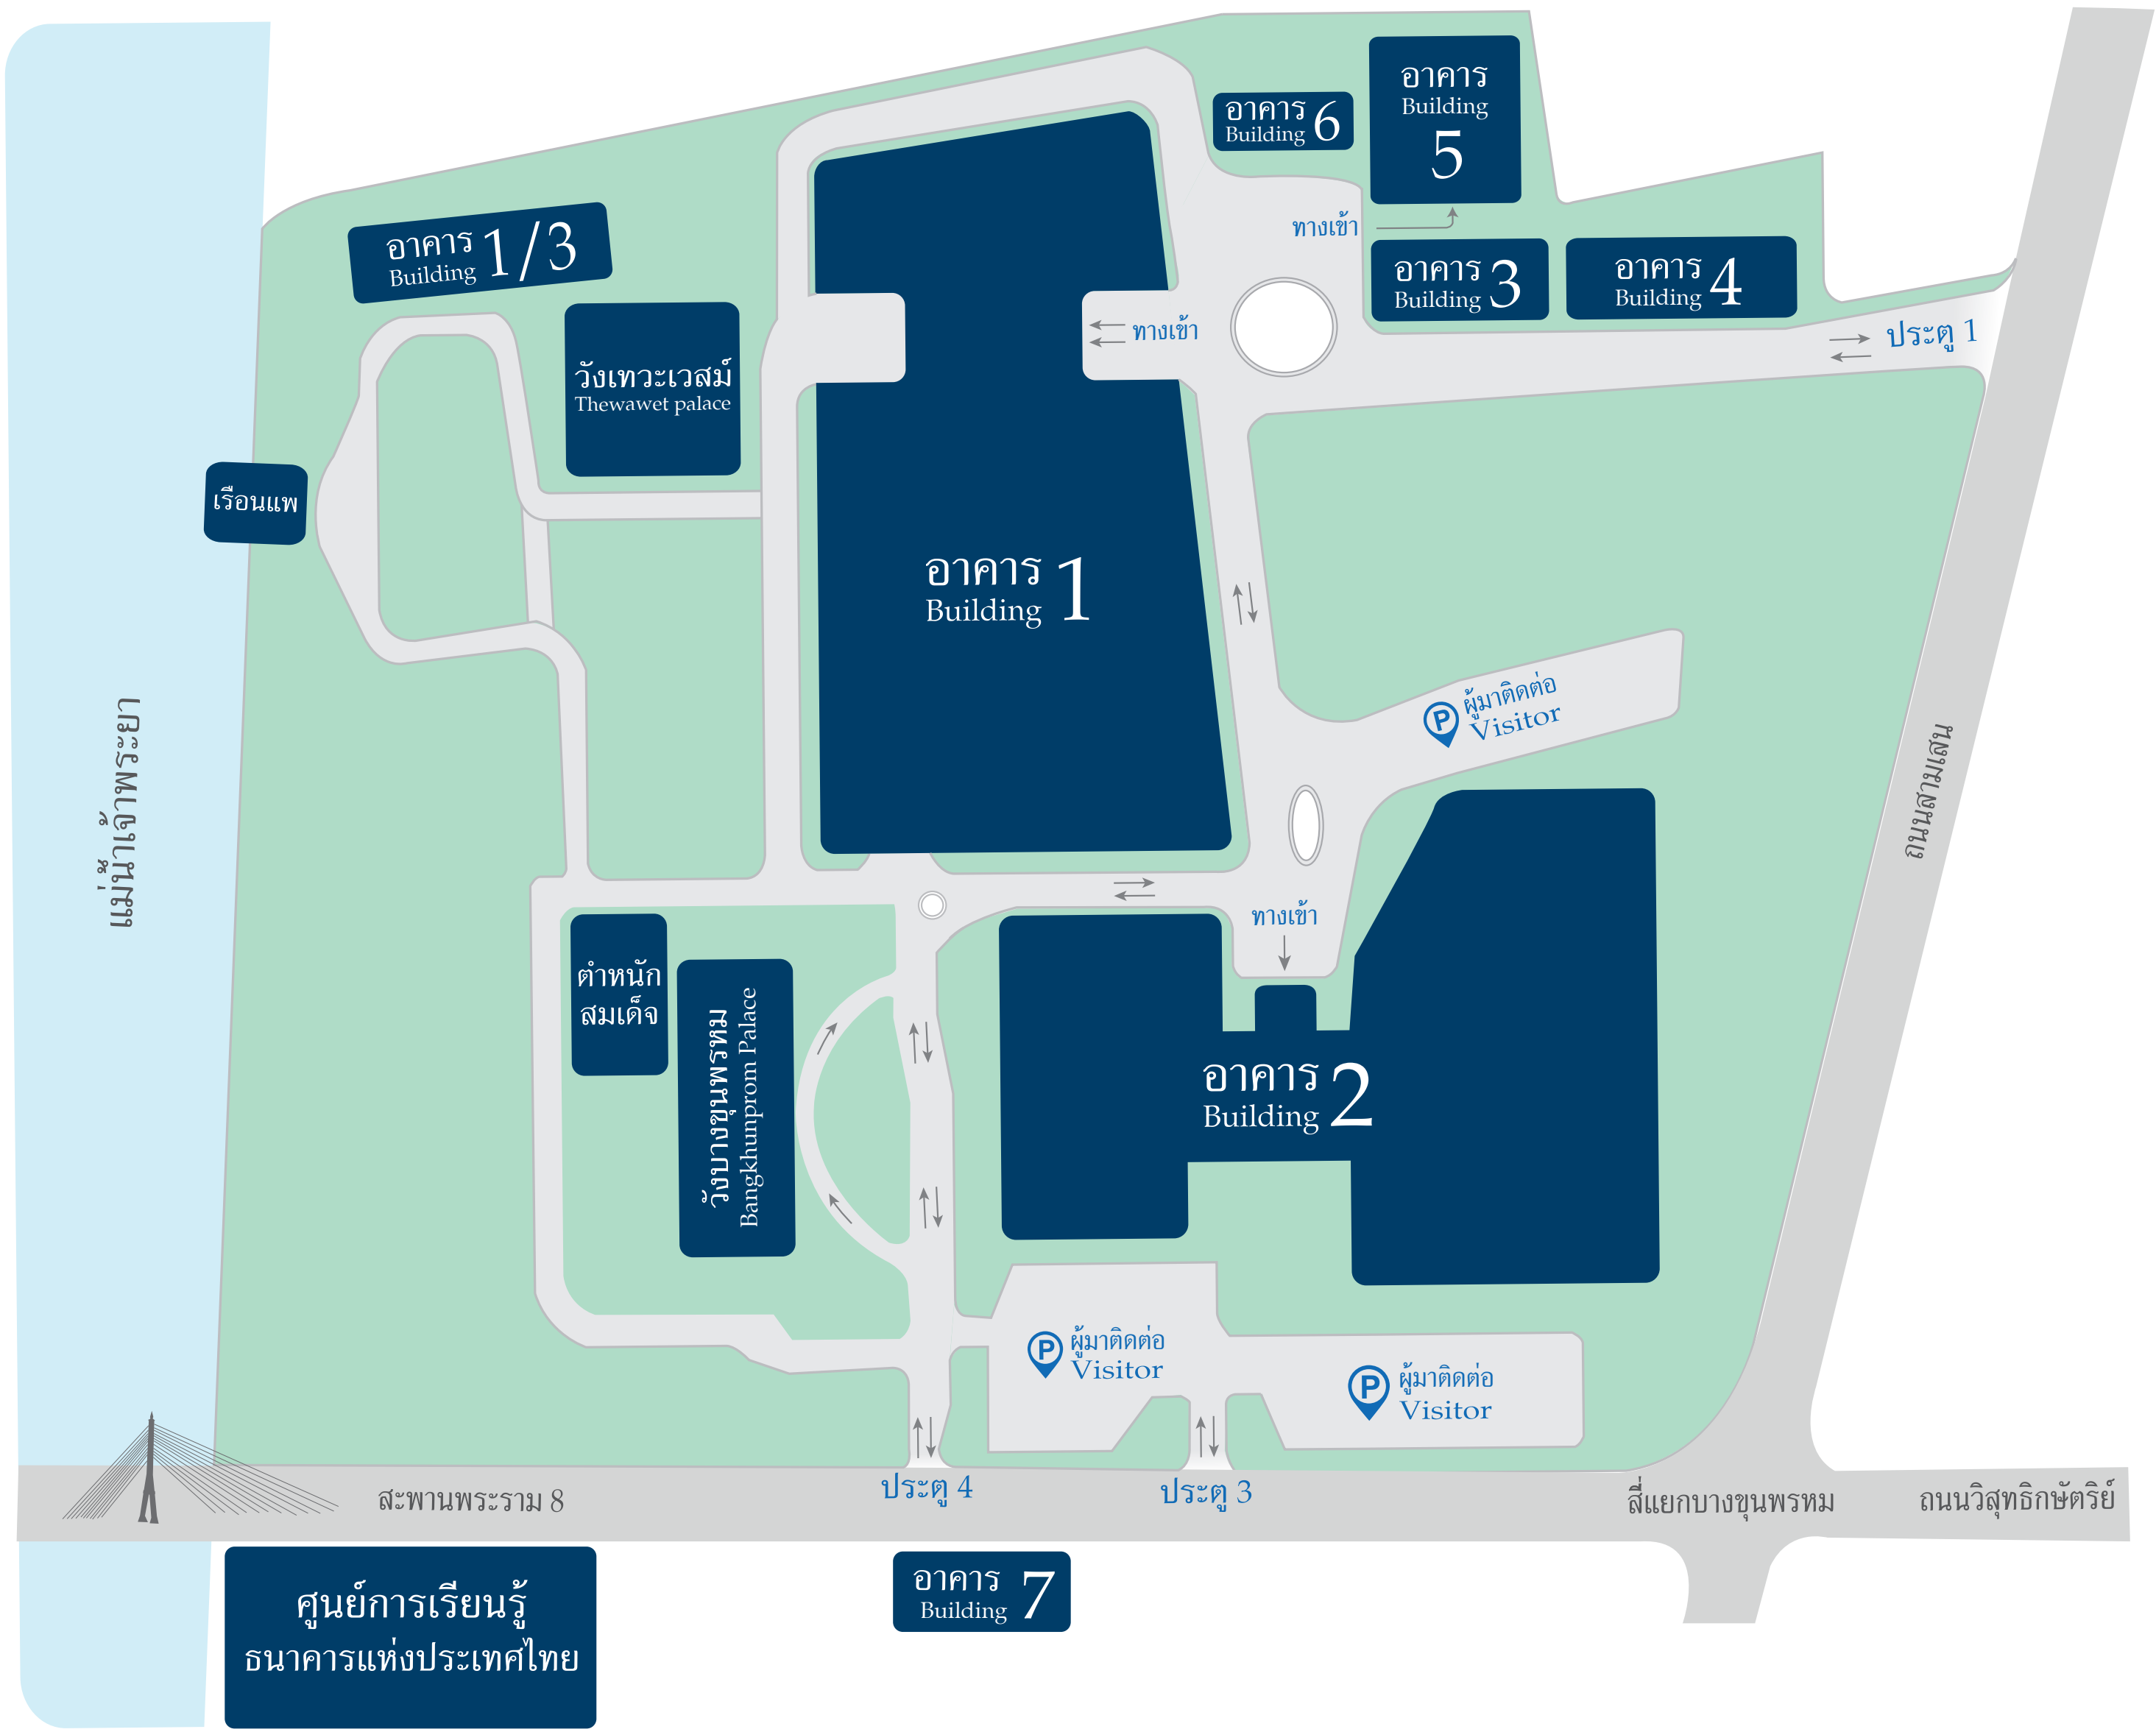 อาคาร
Building
5
อาคาร
Building 6
ทางเข้า
อาคาร
Building 3
อาคาร
Building 4
ประตู 1
อาคาร
Building 1/3
วังเทวะเวสม์
Thewawet palace
ทางเข้า
เรือนแพ
อาคาร
Building 1
ผู้มาติดต่อ
Visitor
แม่น้ำเจ้าพระยา
ถนนสามเสน
ทางเข้า
ตำหนัก
สมเด็จ
วังบางขุนพรหม
Bangkhunprom Palace
อาคาร
Building 2
P ผู้มาติดต่อ
Visitor
P ผู้มาติดต่อ
Visitor
สะพานพระราม 8
ประตู 4
ประตู 3
สี่แยกบางขุนพรหม
ถนนวิสุทธิกษัตริย์
ศูนย์การเรียนรู้
ธนาคารแห่งประเทศไทย
อาคาร
Building 7